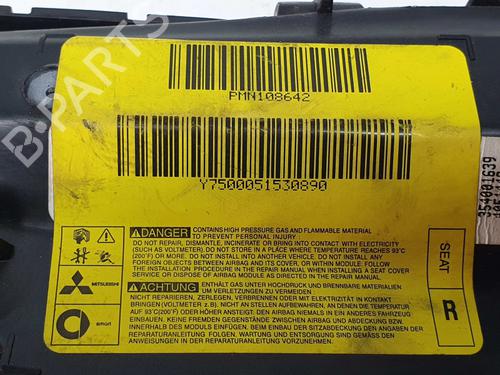 B-PARTS
PMN108642
Y7500051530890
DANGER
CONTAINS HIGH PRESSURE GAS AND FLAMMABLE MATERIAL
TO PREVENT PERSONAL INJURY:
DO NOT REPAIR, DISMANTLE, INCINERATE OR BRING INTO CONTACT WITH ELECTRICITY
(SUCH AS VOLTMETER), DO NOT STORE IN A PLACE WHERE TEMPERATURE REACHES 93°C
(200°F) OR MORE. DO NOT INSTALL INTO ANOTHER VEHICLE. DO NOT INSTALL ANY
FOREIGN OBJECTS BETWEEN AIRBAG AND ITS COVER, OR WITHIN MODULE. FOLLOW
THE INSTALLATION PROCEDURE IN THE REPAIR MANUAL WHEN INSTALLING A SEAT COVER
SERVICE OR DISPOSE OF AIRBAG MODULE AS DIRECTED IN THE REPAIR MANUAL.
ACHTUNG
ENTHÄLT GAS UNTER HOCHDRUCK UND BRENNBARE MATERIALIEN
UM VERLETZUNGEN ZU VERMEIDEN:
NICHT REPARIEREN, ZERLEGEN, VERBRENNEN ODER MIT ELEKTRIZITÄT IN KONTAKT
BRINGEN(VOLTMETER z. B), NICHT AN STELLEN AUFBEWAHREN, AN DENEN DIE TEMPERATUR
AUF 93°C(200°F) ODER HÖHER ANSTEIGT. DEN AIRBAG NIEMALS IN EIN ANDERES FAHRZEUG
EINBAUEN. KEINE FREMDEN GEGENSTÄNDE ZWISCHEN AIRBAG UND ABDECKUNG BZW
INNERHALB DES MODULS EINFÜGEN. BEIM EINBAU DER SITZABDECKUNG DEN ANGABEN DER
REPARATURANLEITUNG FOLGEN. WARTUNG UND ENTSORGUNG SIND GEMÄSS DEN
ANWEISUNGEN IN DER REPARATURANLEITUNG VORZUNEHMEN.
MITSUBISHI
smart
SEAT
R
354001639